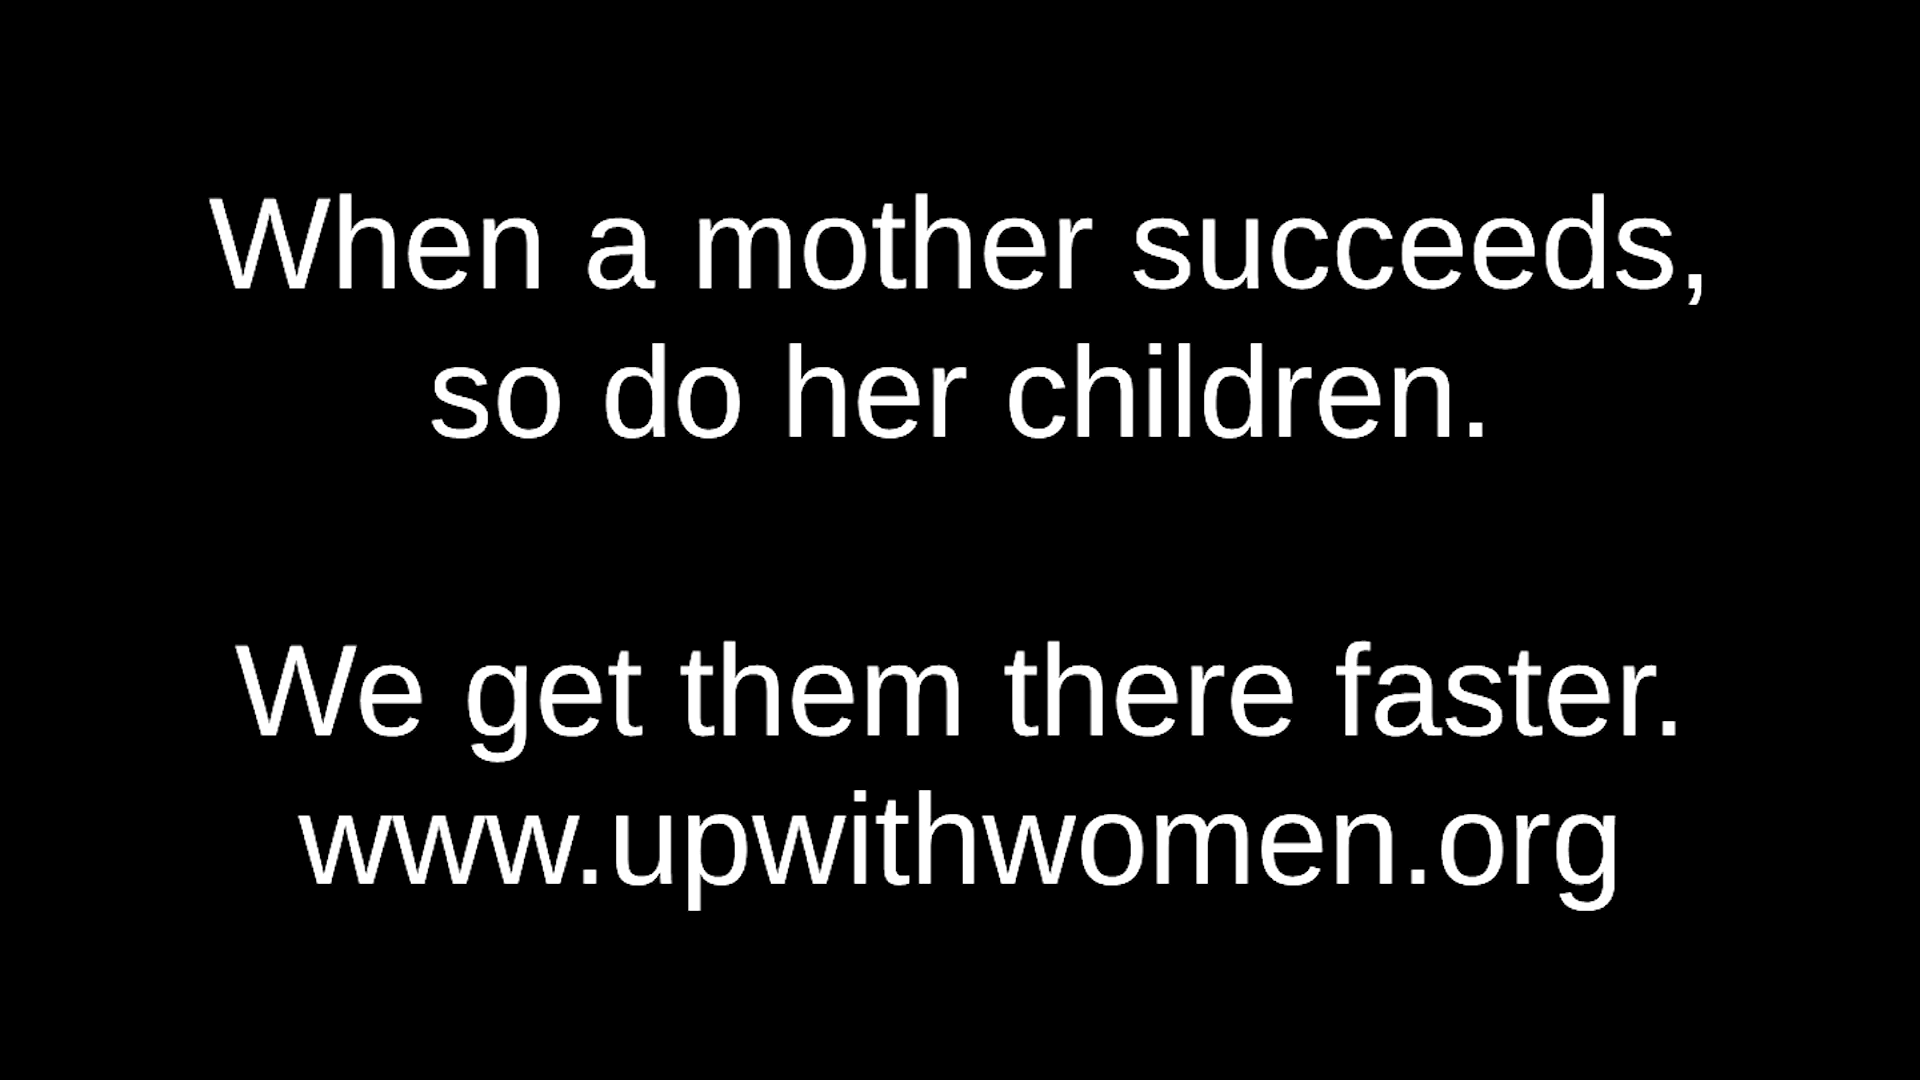 When a mother succeeds,
so do her children.
We get them there faster.
www.upwithwomen.org